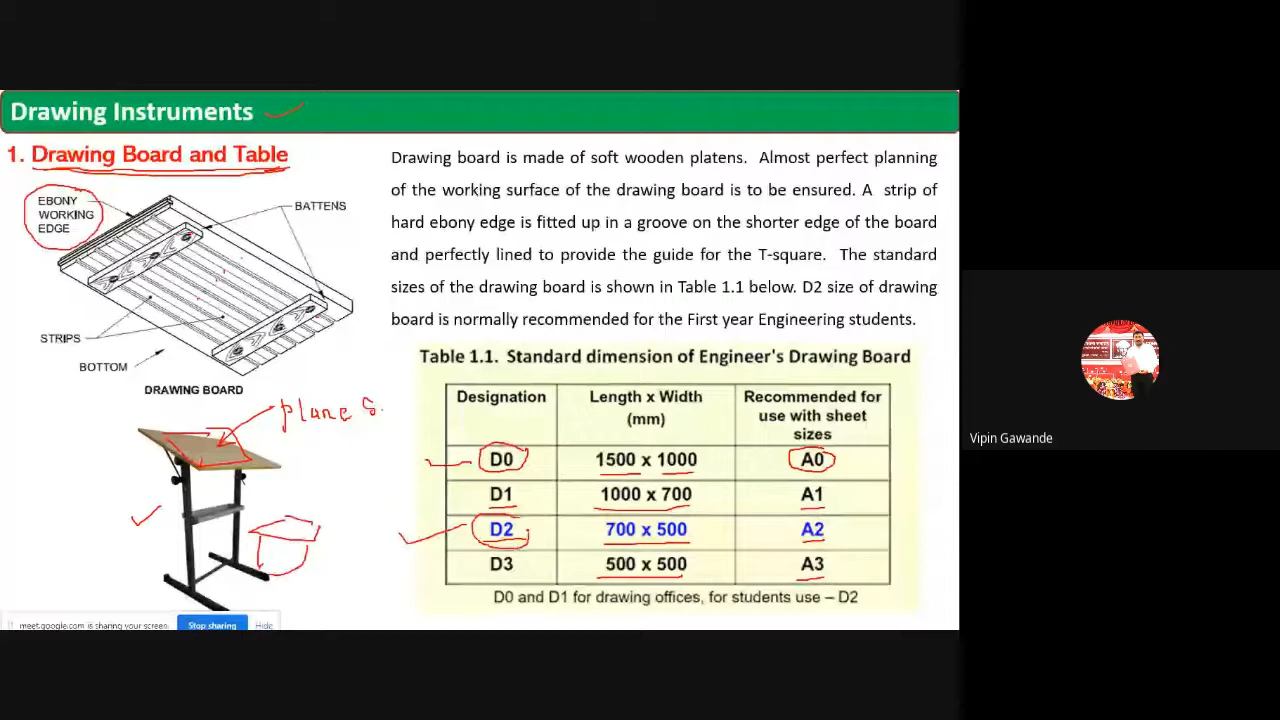 Drawing Instruments
1. Drawing Board and Table
EBONY
WORKING
EDGE
BATTENS
STRIPS
BOTTOM
DRAWING BOARD
plane s.
Drawing board is made of soft wooden platens. Almost perfect planning
of the working surface of the drawing board is to be ensured. A strip of
hard ebony edge is fitted up in a groove on the shorter edge of the board
and perfectly lined to provide the guide for the T-square. The standard
sizes of the drawing board is shown in Table 1.1 below. D2 size of drawing
board is normally recommended for the First year Engineering students.
Table 1.1. Standard dimension of Engineer's Drawing Board
Designation Length x Width (mm) Recommended for use with sheet sizes
D0 1500 x 1000 A0
D1 1000 x 700 A1
D2 700 x 500 A2
D3 500 x 500 A3
D0 and D1 for drawing offices, for students use – D2
meet.google.com is sharing your screen. Stop sharing Hide
Vipin Gawande